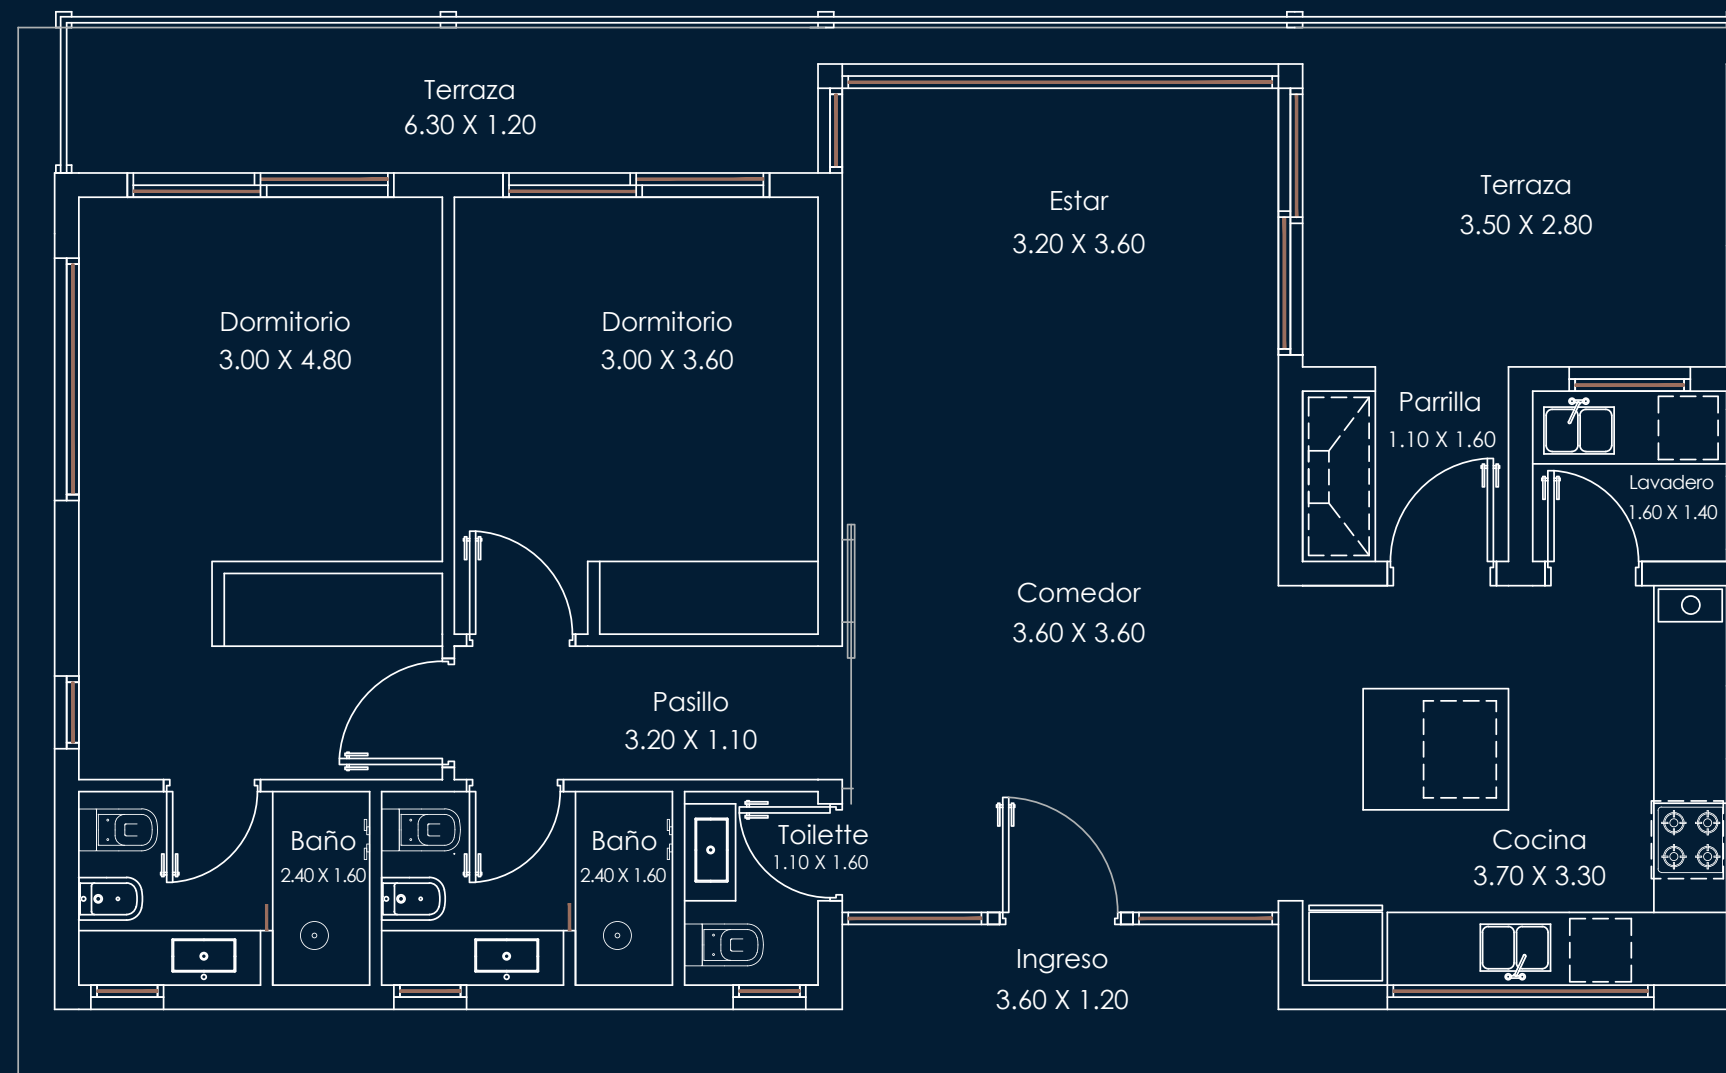 Terraza
6.30 X 1.20
Estar
3.20 X 3.60
Terraza
3.50 X 2.80
Dormitorio
3.00 X 4.80
Dormitorio
3.00 X 3.60
Parrilla
1.10 X 1.60
Lavadero
1.60 X 1.40
Comedor
3.60 X 3.60
Pasillo
3.20 X 1.10
Baño
2.40 X 1.60
Baño
2.40 X 1.60
Toilette
1.10 X 1.60
Cocina
3.70 X 3.30
Ingreso
3.60 X 1.20